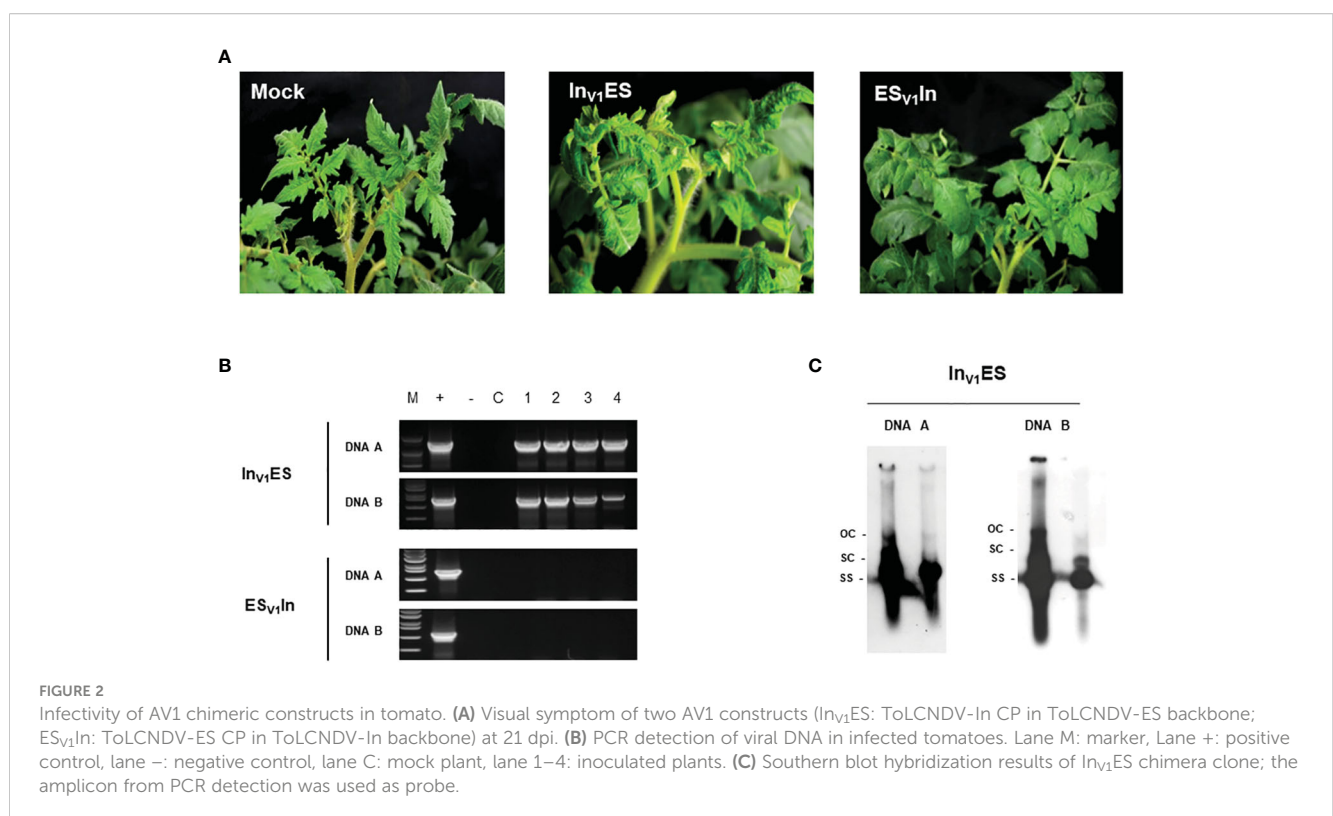 A
Mock
InV1ES
ESV1In
B
M + - C 1 2 3 4
InV1ES
DNA A
DNA B
ESV1In
DNA A
DNA B
C
InV1ES
DNA A
DNA B
OC -
SC -
SS -
OC -
SC -
SS -
FIGURE 2
Infectivity of AV1 chimeric constructs in tomato. (A) Visual symptom of two AV1 constructs (InV1ES: ToLCNDV-In CP in ToLCNDV-ES backbone;
ESV1In: ToLCNDV-ES CP in ToLCNDV-In backbone) at 21 dpi. (B) PCR detection of viral DNA in infected tomatoes. Lane M: marker, Lane +: positive
control, lane –: negative control, lane C: mock plant, lane 1–4: inoculated plants. (C) Southern blot hybridization results of InV1ES chimera clone; the
amplicon from PCR detection was used as probe.